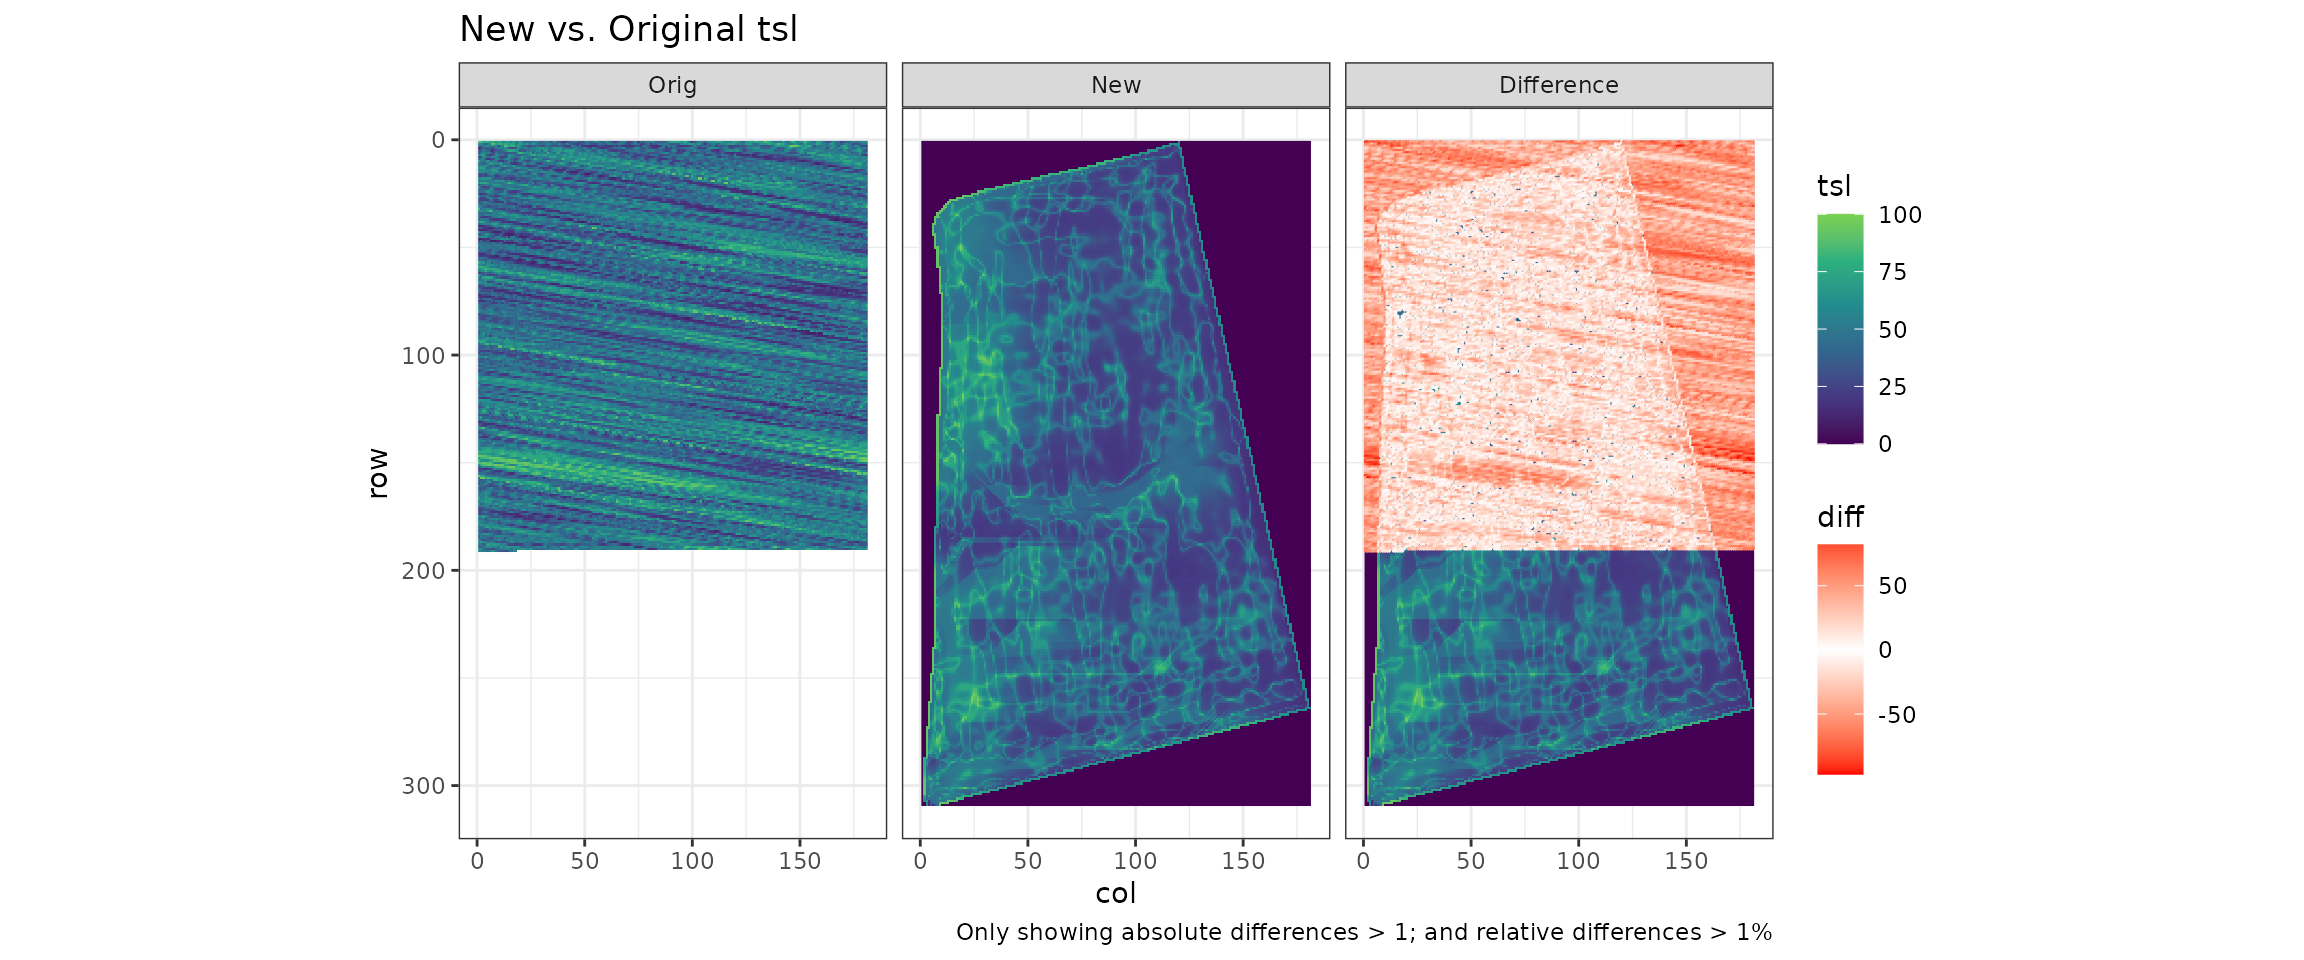 New vs. Original tsl
Orig New Difference
tsl
100
75
50
25
0
diff
50
0
-50
row
0
100
200
300
0 50 100 150 0 50 100 150 0 50 100 150
col
Only showing absolute differences > 1; and relative differences > 1%